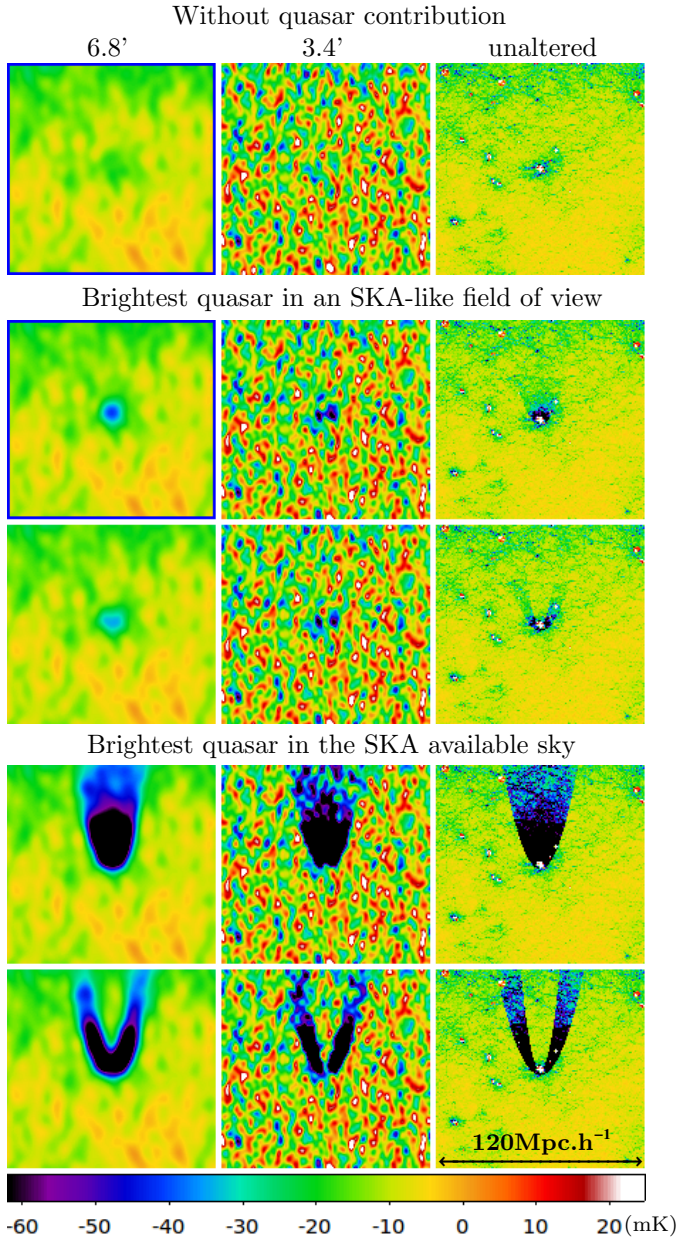 Without quasar contribution
6.8' 3.4' unaltered
Brightest quasar in an SKA-like field of view
Brightest quasar in the SKA available sky
120Mpc.h⁻¹
-60 -50 -40 -30 -20 -10 0 10 20 (mK)